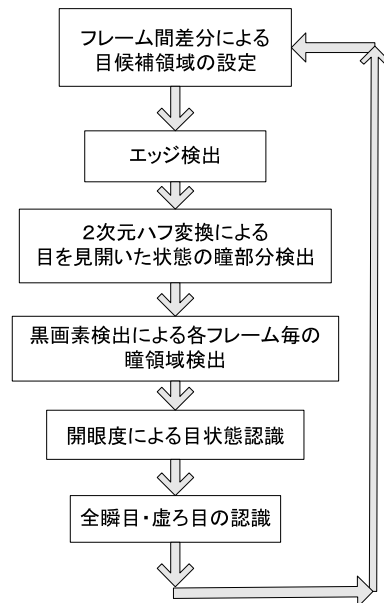 フレーム間差分による
目候補領域の設定
エッジ検出
２次元ハフ変換による
目を見開いた状態の瞳部分検出
黒画素検出による各フレーム毎の
瞳領域検出
開眼度による目状態認識
全瞬目・虚ろ目の認識